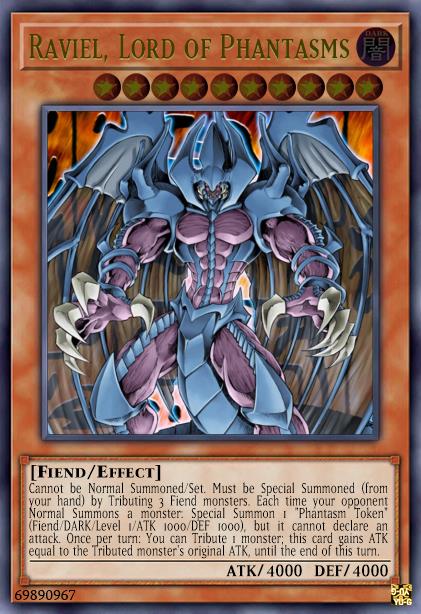 Raviel, Lord of Phantasms
DARK
闇
[Fiend/Effect]
Cannot be Normal Summoned/Set. Must be Special Summoned (from
your hand) by Tributing 3 Fiend monsters. Each time your opponent
Normal Summons a monster: Special Summon 1 "Phantasm Token"
(Fiend/DARK/Level 1/ATK 1000/DEF 1000), but it cannot declare an
attack. Once per turn: You can Tribute 1 monster; this card gains ATK
equal to the Tributed monster's original ATK, until the end of this turn.
ATK/4000 DEF/4000
69890967